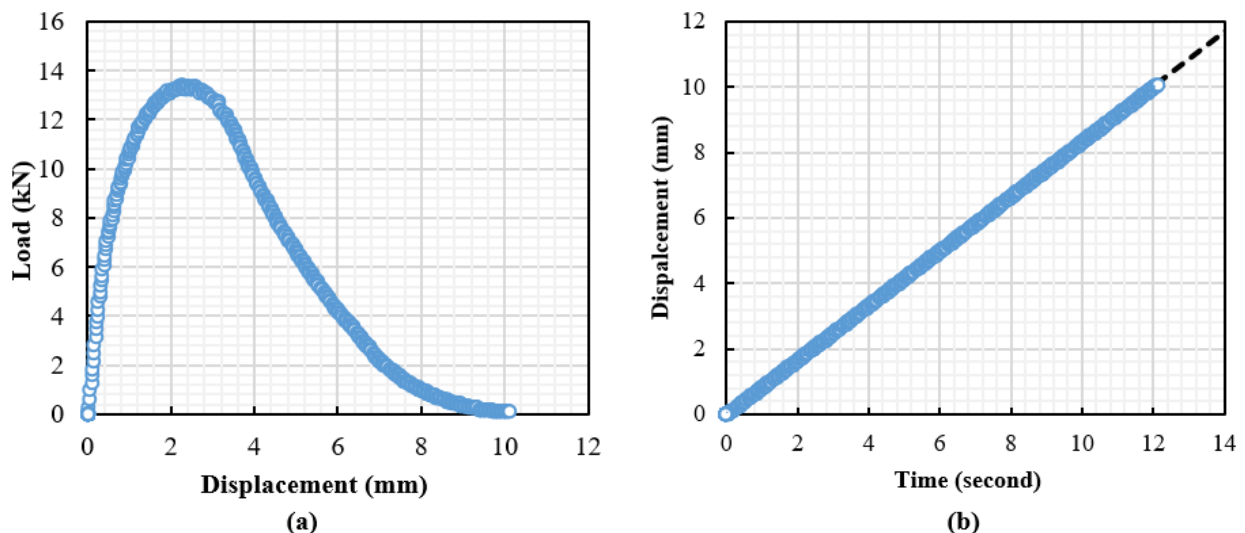 16
14
12
10
8
6
4
2
0
Load (kN)
0 2 4 6 8 10 12
Displacement (mm)
(a)
12
10
8
6
4
2
0
Dispalcement (mm)
0 2 4 6 8 10 12 14
Time (second)
(b)